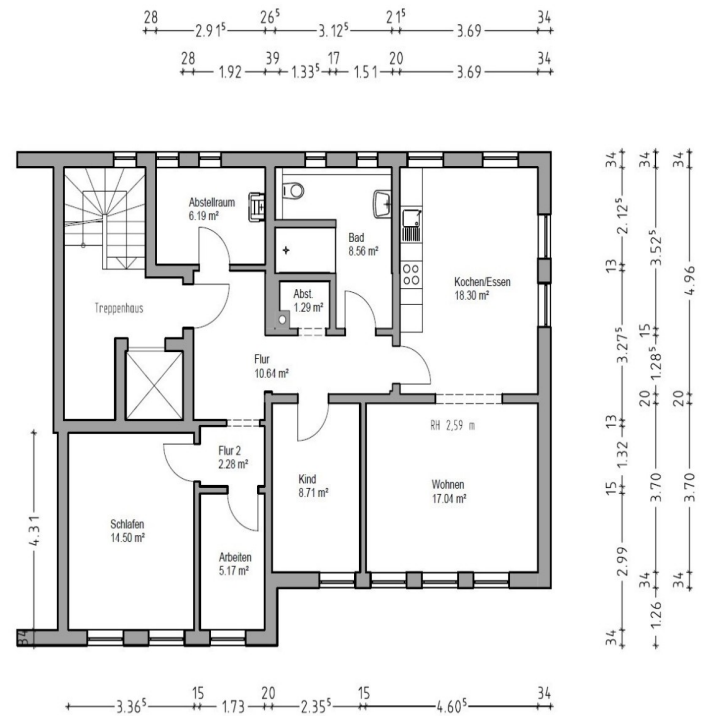 28 26⁵ 21⁵ 34
2.91⁵ 3.12⁵ 3.69
28 39 17 20 34
1.92 1.33⁵ 1.51 3.69
34 34 34
Abstellraum
6.19 m²
Bad
8.56 m²
2.12⁵
3.52⁵
4.96
13
Kochen/Essen
18.30 m²
Abst.
1.29 m²
Treppenhaus
3.27⁵
15
1.28⁵
Flur
10.64 m²
20 20
13
RH 2,59 m
Flur 2
2.28 m²
1.32
Kind
8.71 m²
Wohnen
17.04 m²
3.70 3.70
15
Schlafen
14.50 m²
4.31
Arbeiten
5.17 m²
2.99
34 34
1.26
34
34
15 20 15 34
3.36⁵ 1.73 2.35⁵ 4.60⁵